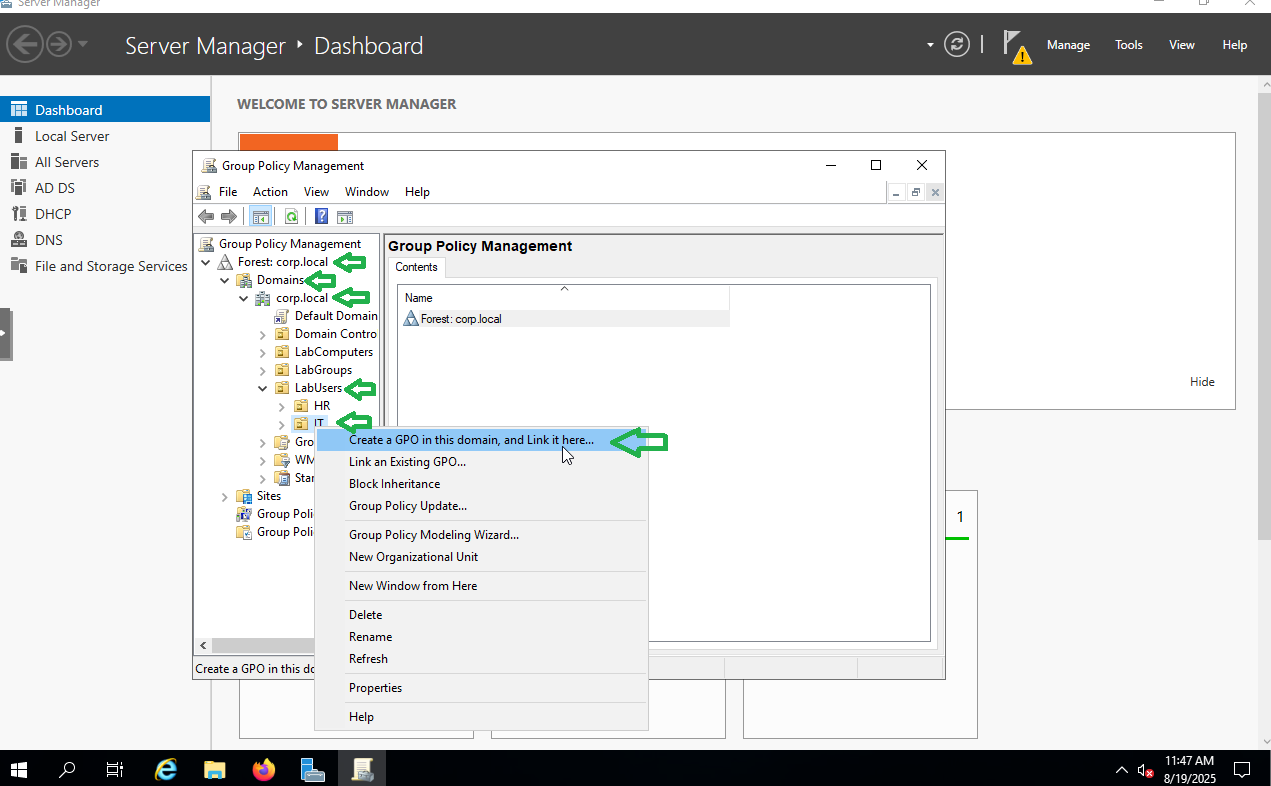 Server Manager
Server Manager
Dashboard
Manage
Tools
View
Help
Dashboard
Local Server
All Servers
AD DS
DHCP
DNS
File and Storage Services
WELCOME TO SERVER MANAGER
Hide
1
Group Policy Management
File
Action
View
Window
Help
Group Policy Management
Forest: corp.local
Domains
corp.local
Default Domain
Domain Contro
LabComputers
LabGroups
LabUsers
HR
IT
Gro
WM
Star
Sites
Group Poli
Group Poli
Group Policy Management
Contents
Name
Forest: corp.local
Create a GPO in this domain, and Link it here...
Link an Existing GPO...
Block Inheritance
Group Policy Update...
Group Policy Modeling Wizard...
New Organizational Unit
New Window from Here
Delete
Rename
Refresh
Properties
Help
Create a GPO in this do
11:47 AM
8/19/2025